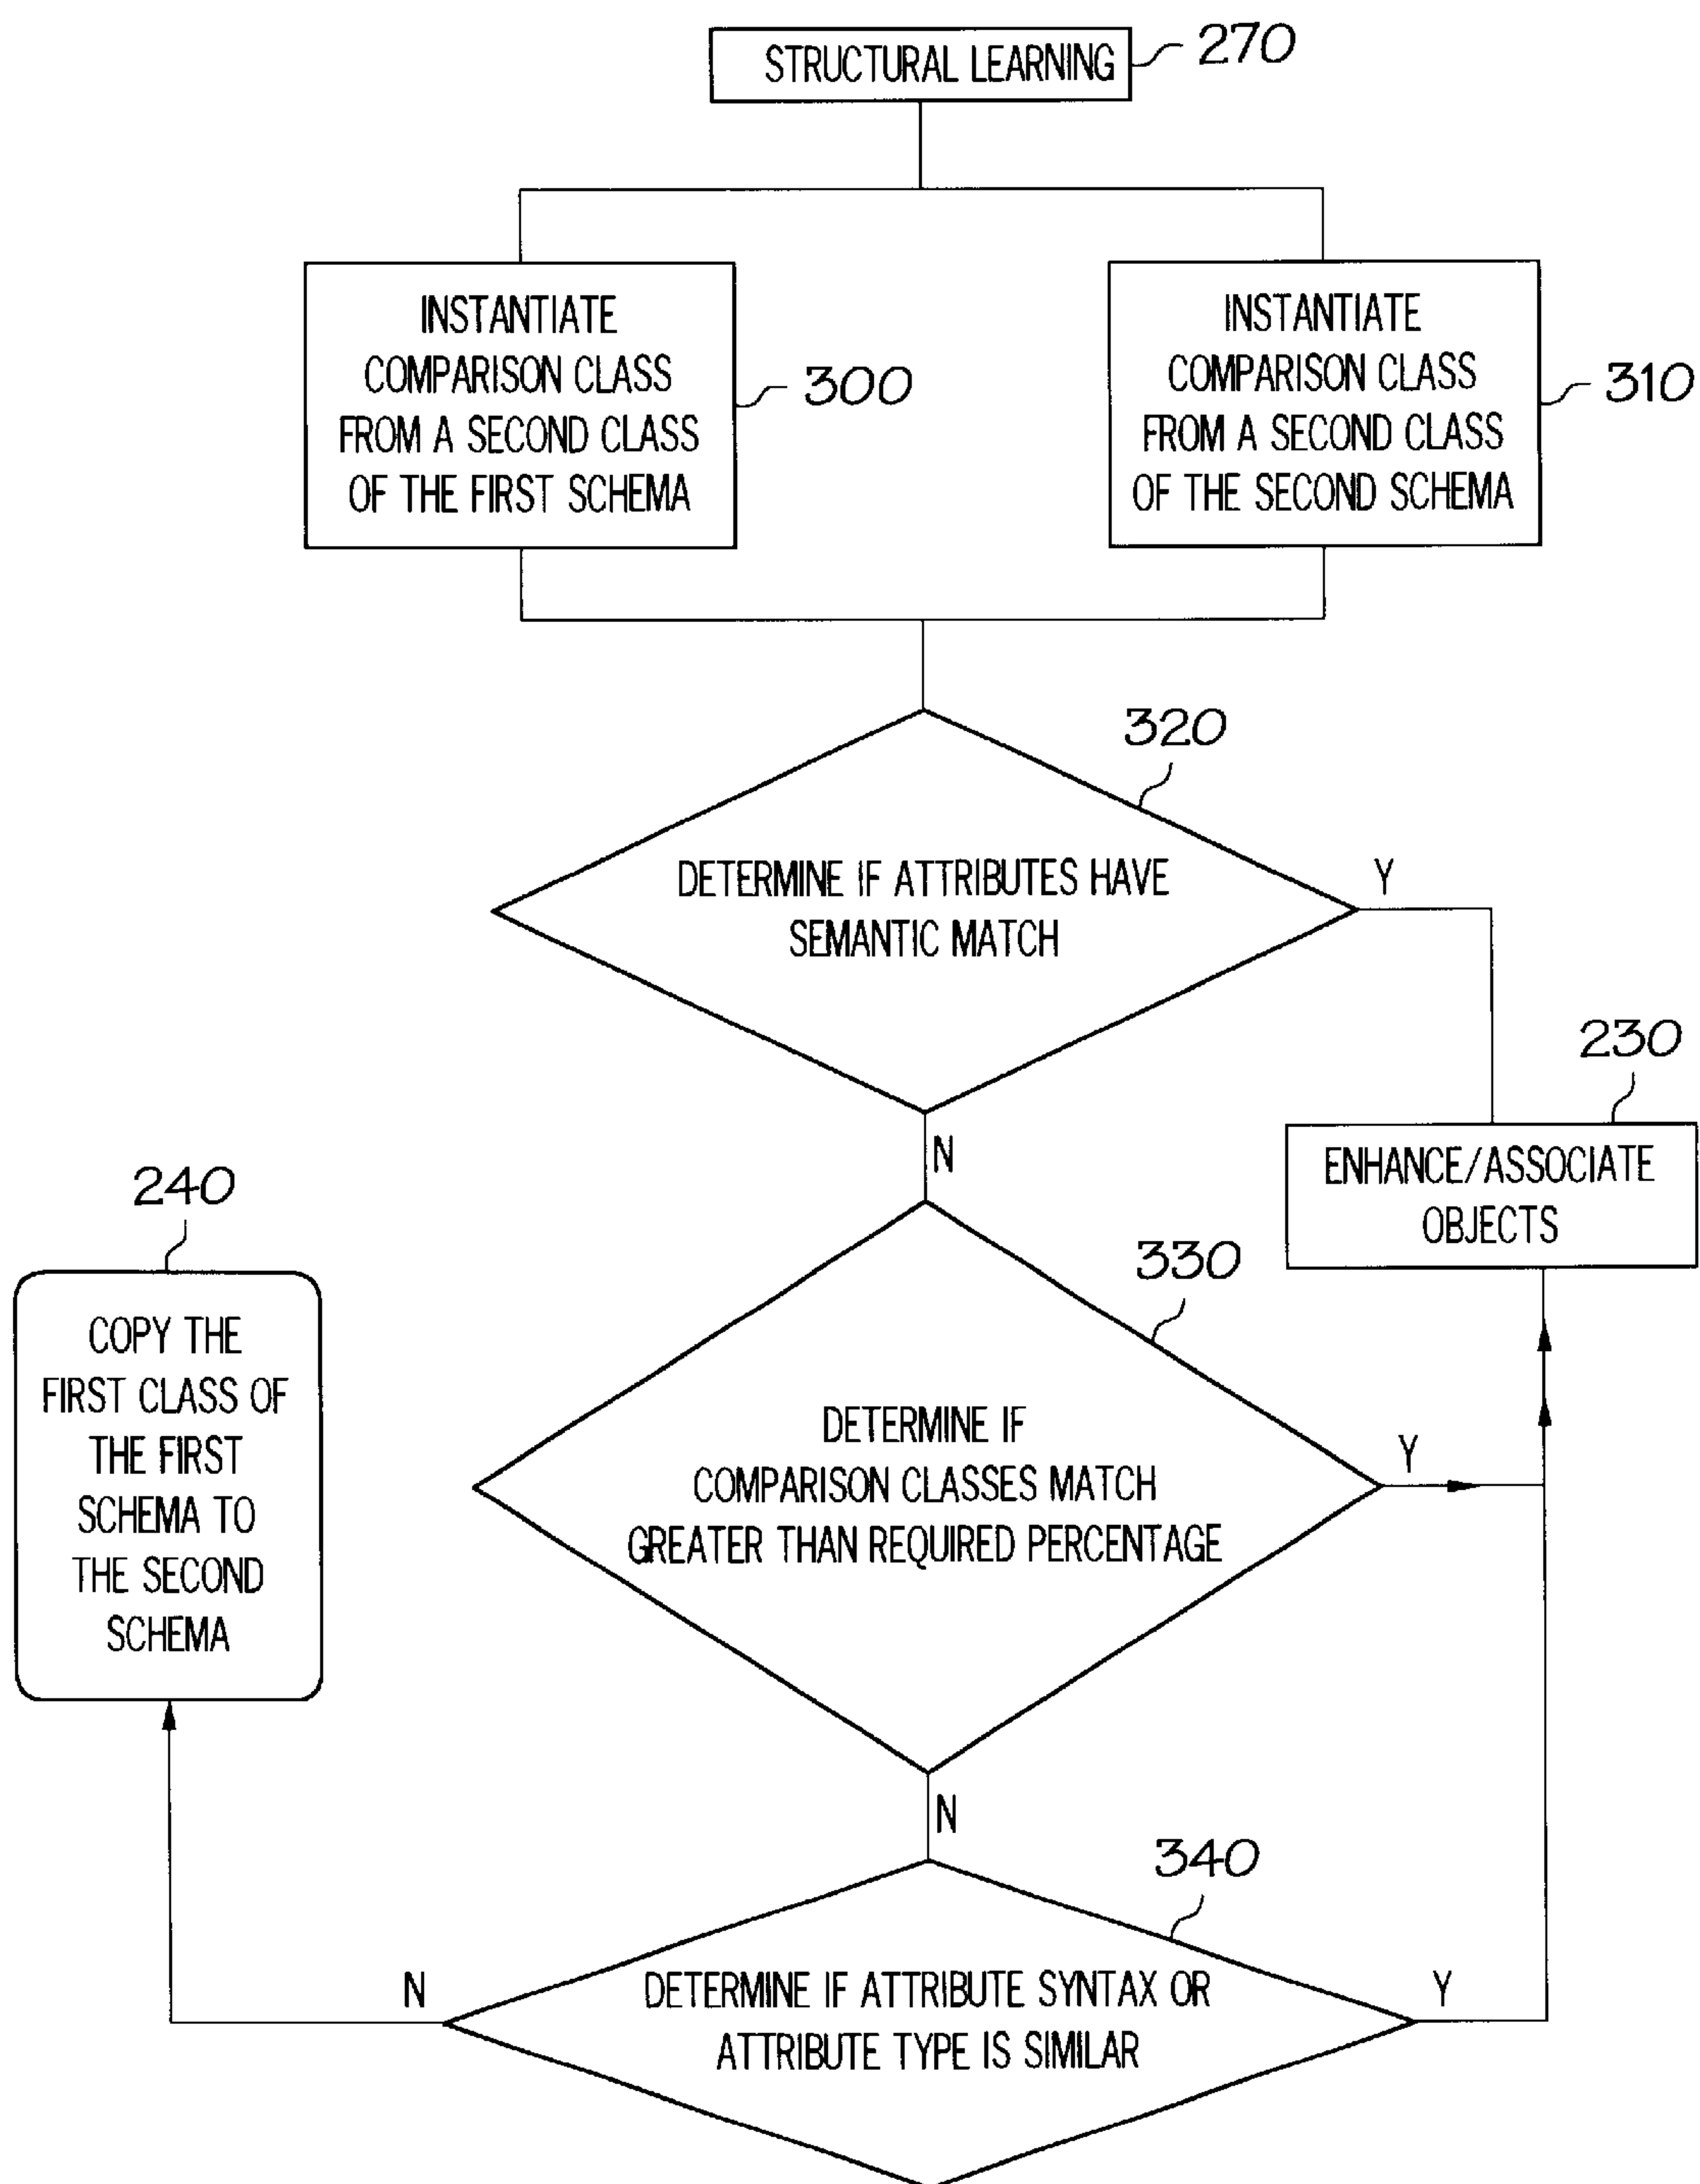 STRUCTURAL LEARNING
270
INSTANTIATE
COMPARISON CLASS
FROM A SECOND CLASS
OF THE FIRST SCHEMA
300
INSTANTIATE
COMPARISON CLASS
FROM A SECOND CLASS
OF THE SECOND SCHEMA
310
320
DETERMINE IF ATTRIBUTES HAVE
SEMANTIC MATCH
Y
N
230
ENHANCE/ASSOCIATE
OBJECTS
240
COPY THE
FIRST CLASS OF
THE FIRST
SCHEMA TO
THE SECOND
SCHEMA
330
DETERMINE IF
COMPARISON CLASSES MATCH
GREATER THAN REQUIRED PERCENTAGE
Y
N
340
N
DETERMINE IF ATTRIBUTE SYNTAX OR
ATTRIBUTE TYPE IS SIMILAR
Y